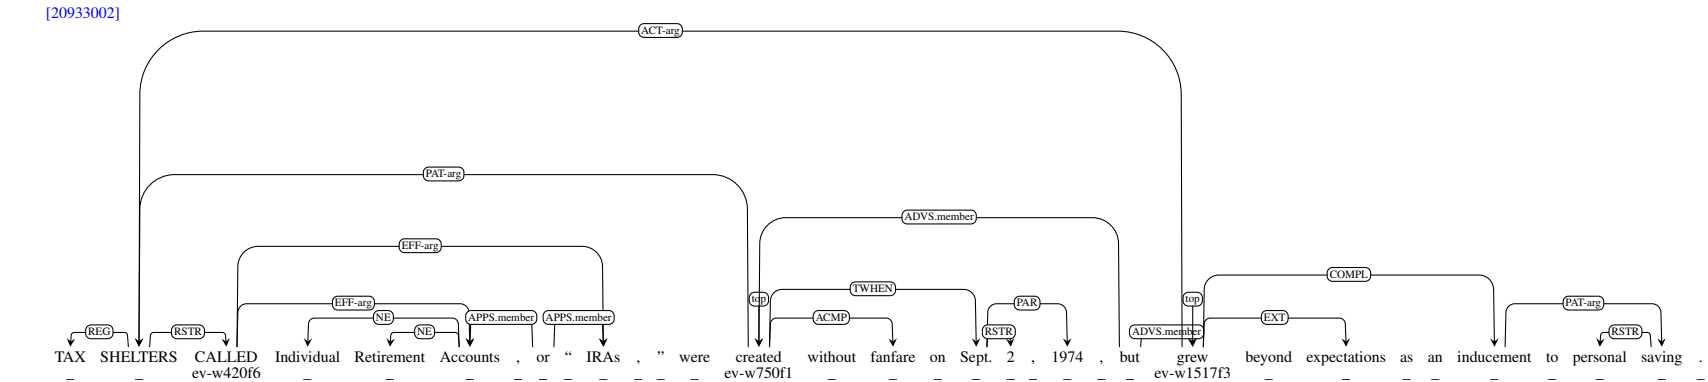 [20933002]
ACT-arg
PAT-arg
ADVS.member
EFF-arg
COMPL
TWHEN
top
top
EFF-arg
PAR
PAT-arg
NE
APPS.member
APPS.member
ACMP
EXT
REG
RSTR
NE
RSTR
ADVS.member
RSTR
TAX SHELTERS CALLED Individual Retirement Accounts , or “ IRAs , ” were created without fanfare on Sept. 2 , 1974 , but grew beyond expectations as an inducement to personal saving .
ev-w420f6 ev-w750f1 ev-w1517f3
_ _ _ _ _ _ _ _ _ _ _ _ _ _ _ _ _ _ _ _ _ _ _ _ _ _ _ _